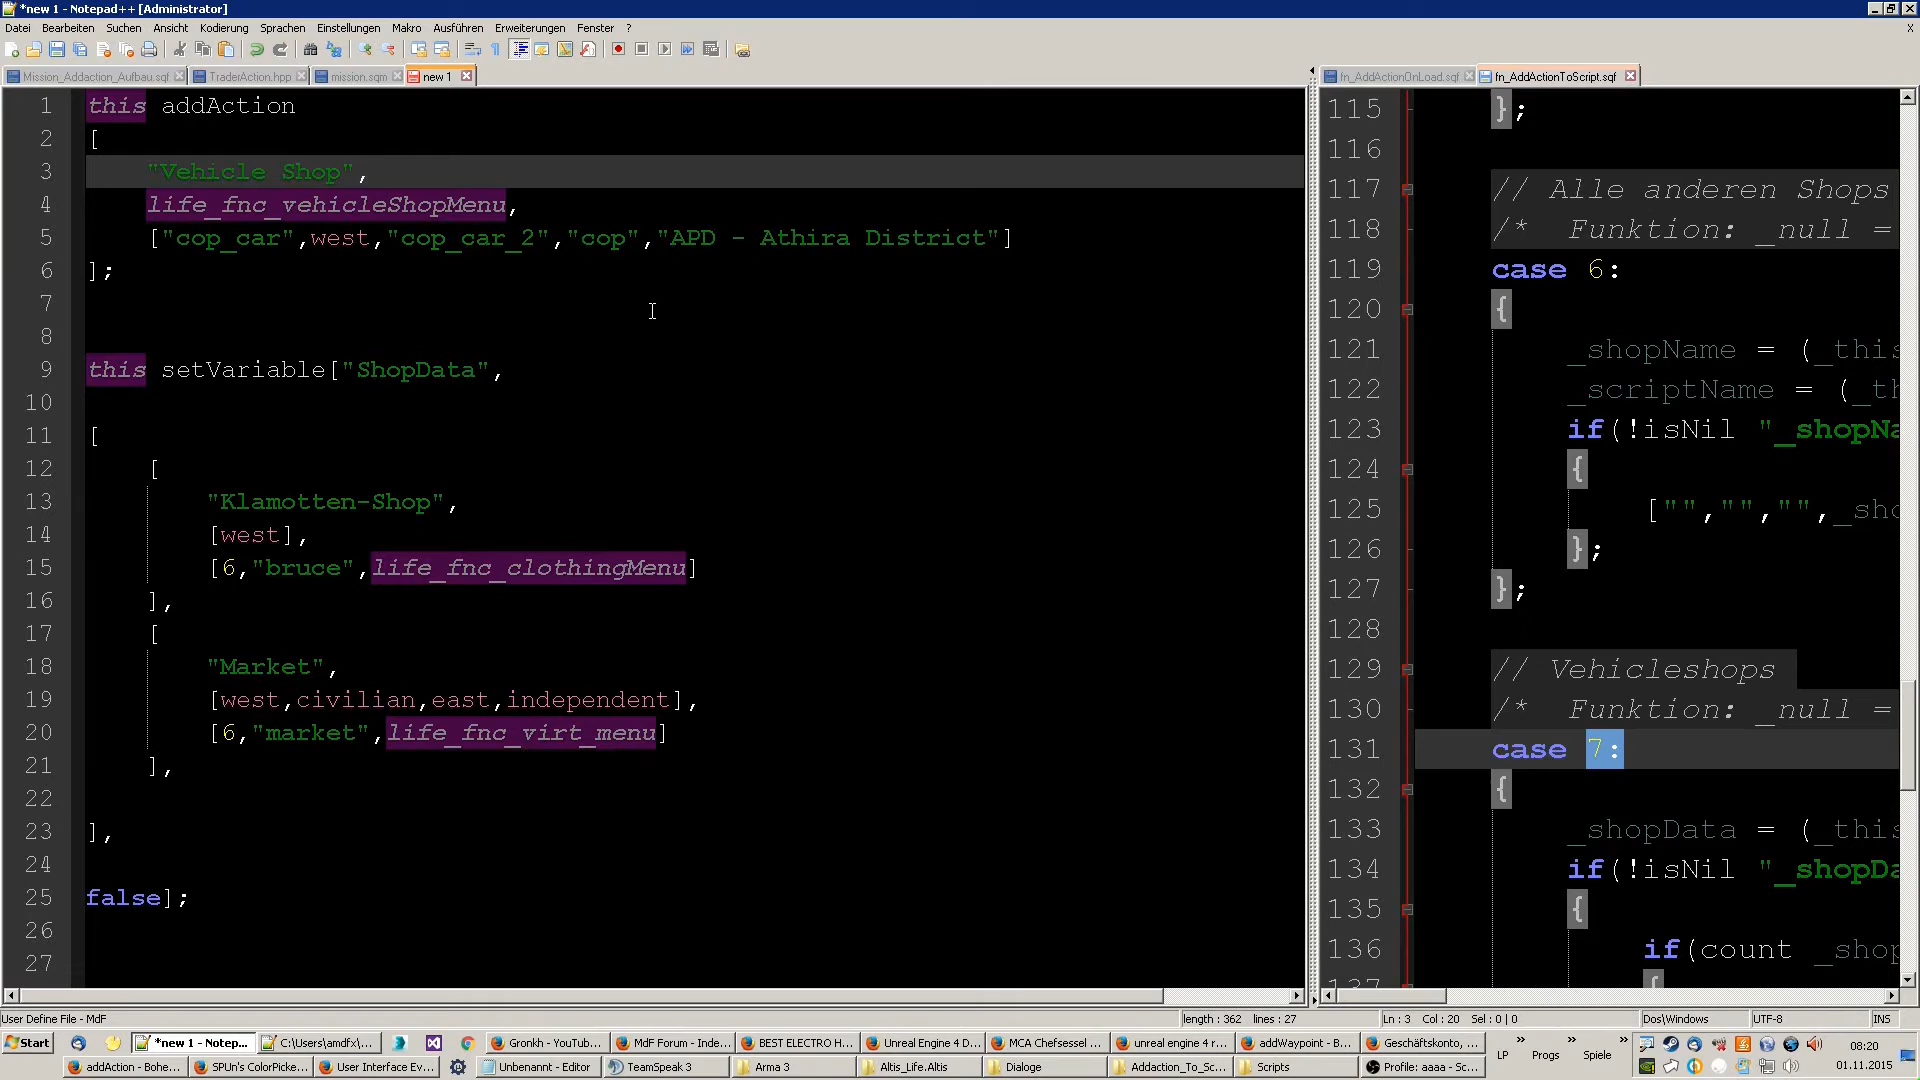 *new 1 - Notepad++ [Administrator]
Datei Bearbeiten Suchen Ansicht Kodierung Sprachen Einstellungen Makro Ausführen Erweiterungen Fenster ? X
Mission_Addaction_Aufbau.sqf TraderAction.hpp mission.sqm new 1
fn_AddActionOnLoad.sqf fn_AddActionToScript.sqf
1 this addAction
2 [
3 "Vehicle Shop",
4 life_fnc_vehicleShopMenu,
5 ["cop_car",west,"cop_car_2","cop","APD - Athira District"]
6 ];
7
8
9 this setVariable["ShopData",
10
11 [
12 [
13 "Klamotten-Shop",
14 [west],
15 [6,"bruce",life_fnc_clothingMenu]
16 ],
17 [
18 "Market",
19 [west,civilian,east,independent],
20 [6,"market",life_fnc_virt_menu]
21 ],
22
23 ],
24
25 false];
26
27
115 };
116
117 // Alle anderen Shops
118 /* Funktion: _null =
119 case 6:
120 {
121 _shopName = (_this
122 _scriptName = (_th
123 if(!isNil "_shopNa
124 {
125 ["","","",_sho
126 };
127 };
128
129 // Vehicleshops
130 /* Funktion: _null =
131 case 7:
132 {
133 _shopData = (_this
134 if(!isNil "_shopDa
135 {
136 if(count _shop
137 {
User Define File - MdF length : 362 lines : 27 Ln : 3 Col : 20 Sel : 0 | 0 Dos\Windows UTF-8 INS
Start *new 1 - Notep... C:\Users\amdfx\... Gronkh - YouTub... MdF Forum - Inde... BEST ELECTRO H... Unreal Engine 4 D... MCA Chefsessel ... unreal engine 4 r... addWaypoint - B... Geschäftskonto, ... LP Progs Spiele 08:20
addAction - Bohe... SPUn's ColorPicke... User Interface Ev... Unbenannt - Editor TeamSpeak 3 Arma 3 Altis_Life.Altis Dialoge Addaction_To_Sc... Scripts Profile: aaaa - Sc... 01.11.2015